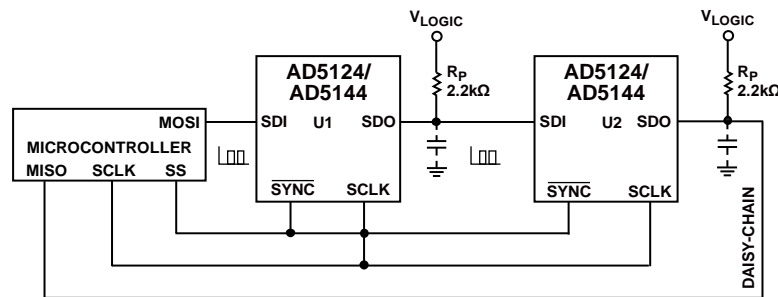 VLOGIC
VLOGIC
RP
2.2kΩ
RP
2.2kΩ
AD5124/
AD5144
AD5124/
AD5144
MOSI
SDI
U1
SDO
SDI
U2
SDO
MICROCONTROLLER
MISO
SCLK
SS
SYNC
SCLK
SYNC
SCLK
DAISY-CHAIN